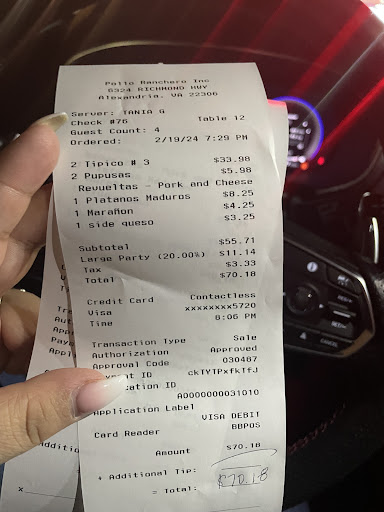 Pollo Ranchero Inc
6324 RICHMOND HWY
Alexandria, VA 22306
Server: TANIA G
Check #76 Table 12
Guest Count: 4
Ordered: 2/19/24 7:29 PM
2 Tipico # 3 $33.98
2 Pupusas $5.98
Revueltas - Pork and Cheese
1 Platanos Maduros $8.25
1 Marañon $4.25
1 side queso $3.25
Subtotal $55.71
Large Party (20.00%) $11.14
Tax $3.33
Total $70.18
Credit Card Contactless
Visa xxxxxxxx5720
Time 8:06 PM
Transaction Type Sale
Authorization Approved
Approval Code 030487
ID ckTYTPxfkTfJ
ID
A0000000031010
Application Label
VISA DEBIT
Card Reader BBPOS
Amount $70.18
+ Additional Tip:
= Total: $70.18
x
CANCEL